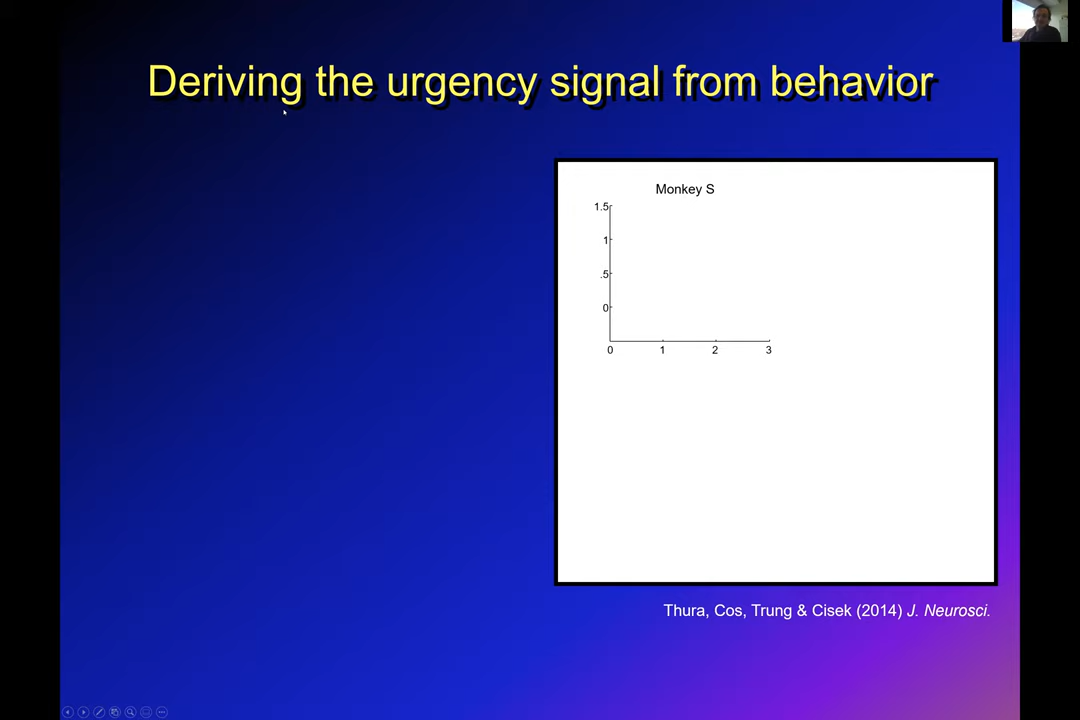 Deriving the urgency signal from behavior
Monkey S
1.5
1
.5
0
0 1 2 3
Thura, Cos, Trung & Cisek (2014) J. Neurosci.